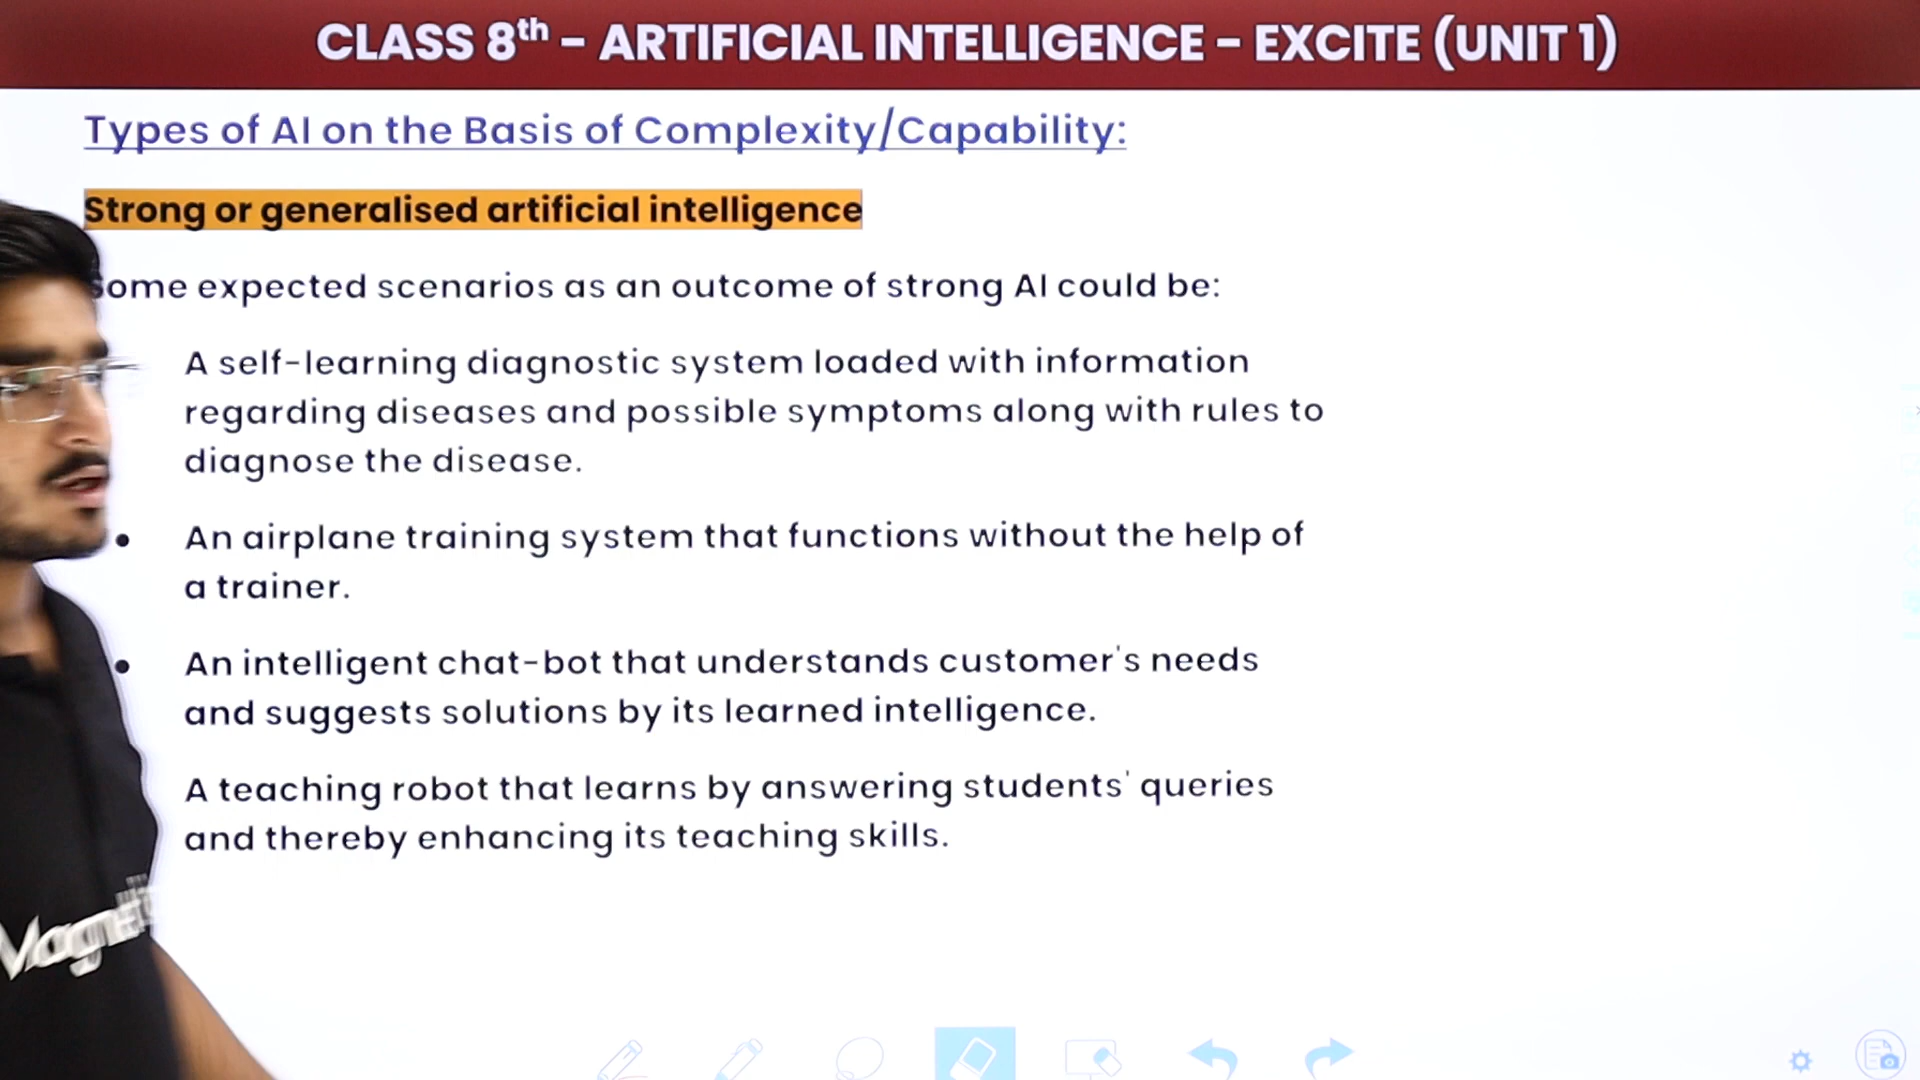 CLASS 8th - ARTIFICIAL INTELLIGENCE - EXCITE (UNIT 1)
Types of AI on the Basis of Complexity/Capability:
Strong or generalised artificial intelligence
Some expected scenarios as an outcome of strong AI could be:
A self-learning diagnostic system loaded with information
regarding diseases and possible symptoms along with rules to
diagnose the disease.
• An airplane training system that functions without the help of
a trainer.
• An intelligent chat-bot that understands customer's needs
and suggests solutions by its learned intelligence.
A teaching robot that learns by answering students' queries
and thereby enhancing its teaching skills.